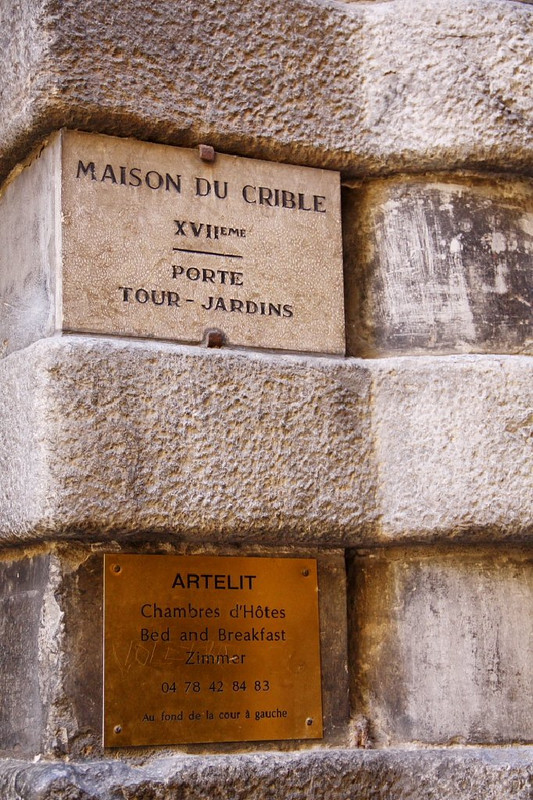 MAISON DU CRIBLE
XVIIEME
PORTE
TOUR-JARDINS
ARTELIT
Chambres d'Hôtes
Bed and Breakfast
Zimmer
04 78 42 84 83
Au fond de la cour à gauche